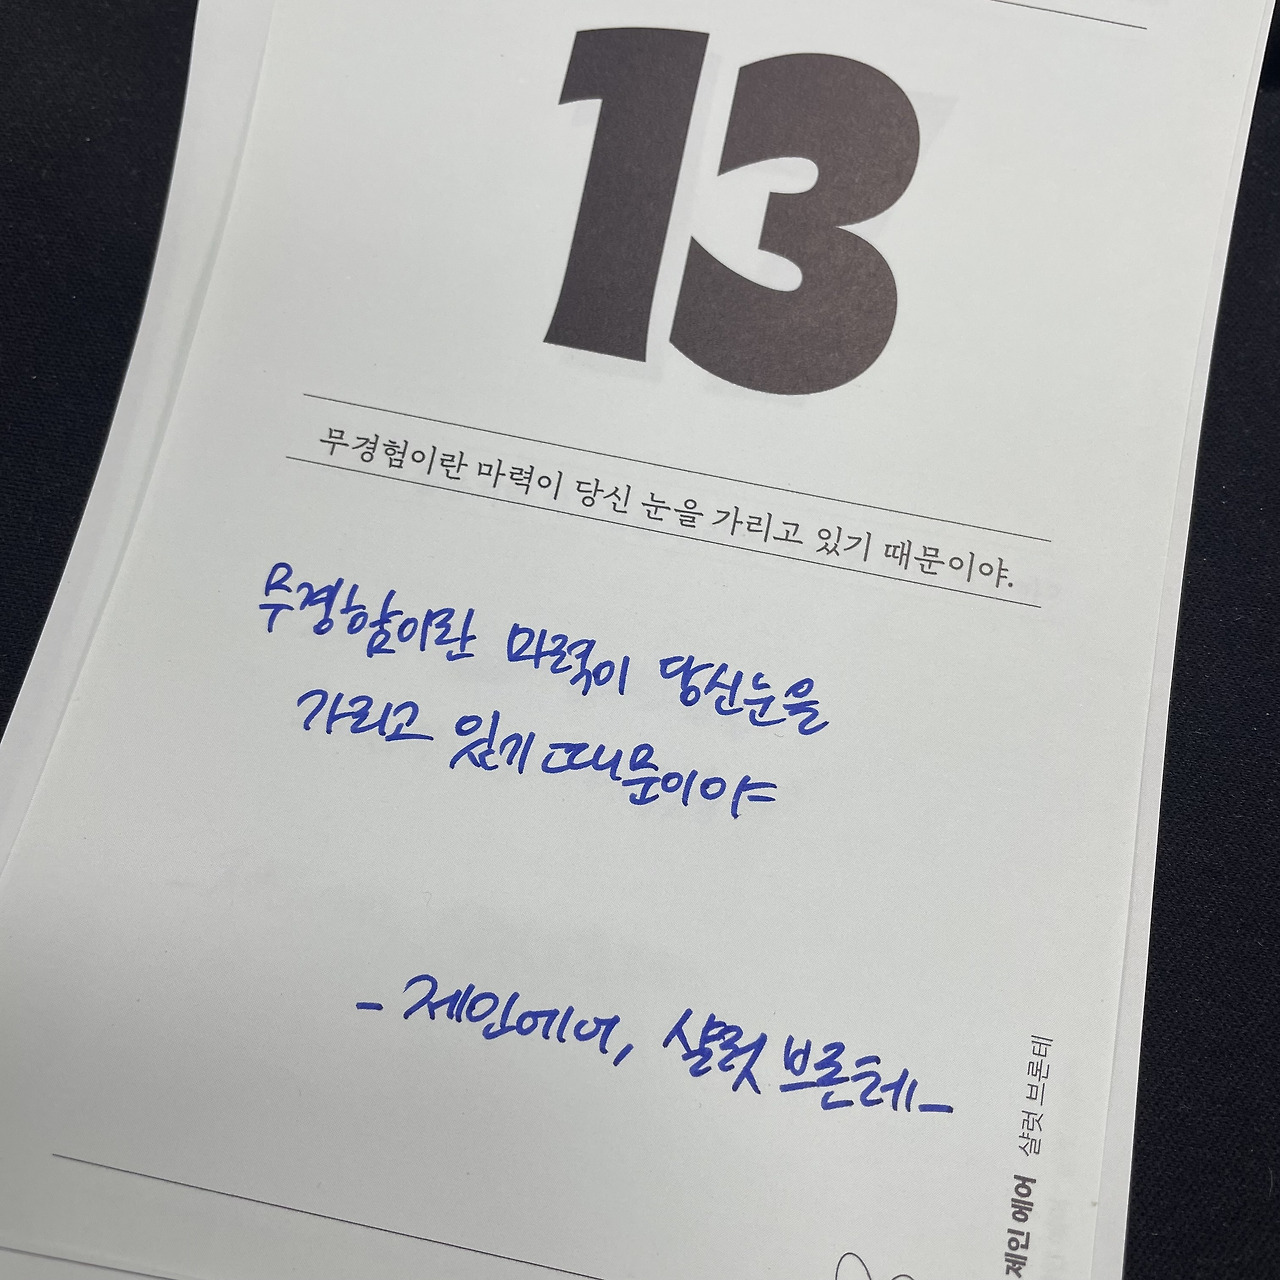 13
무경험이란 마력이 당신 눈을 가리고 있기 때문이야.
무경험이란 마력이 당신눈을
가리고 있기 때문이야
- 제인에어, 샬럿 브론테 -
제인 에어 샬럿 브론테